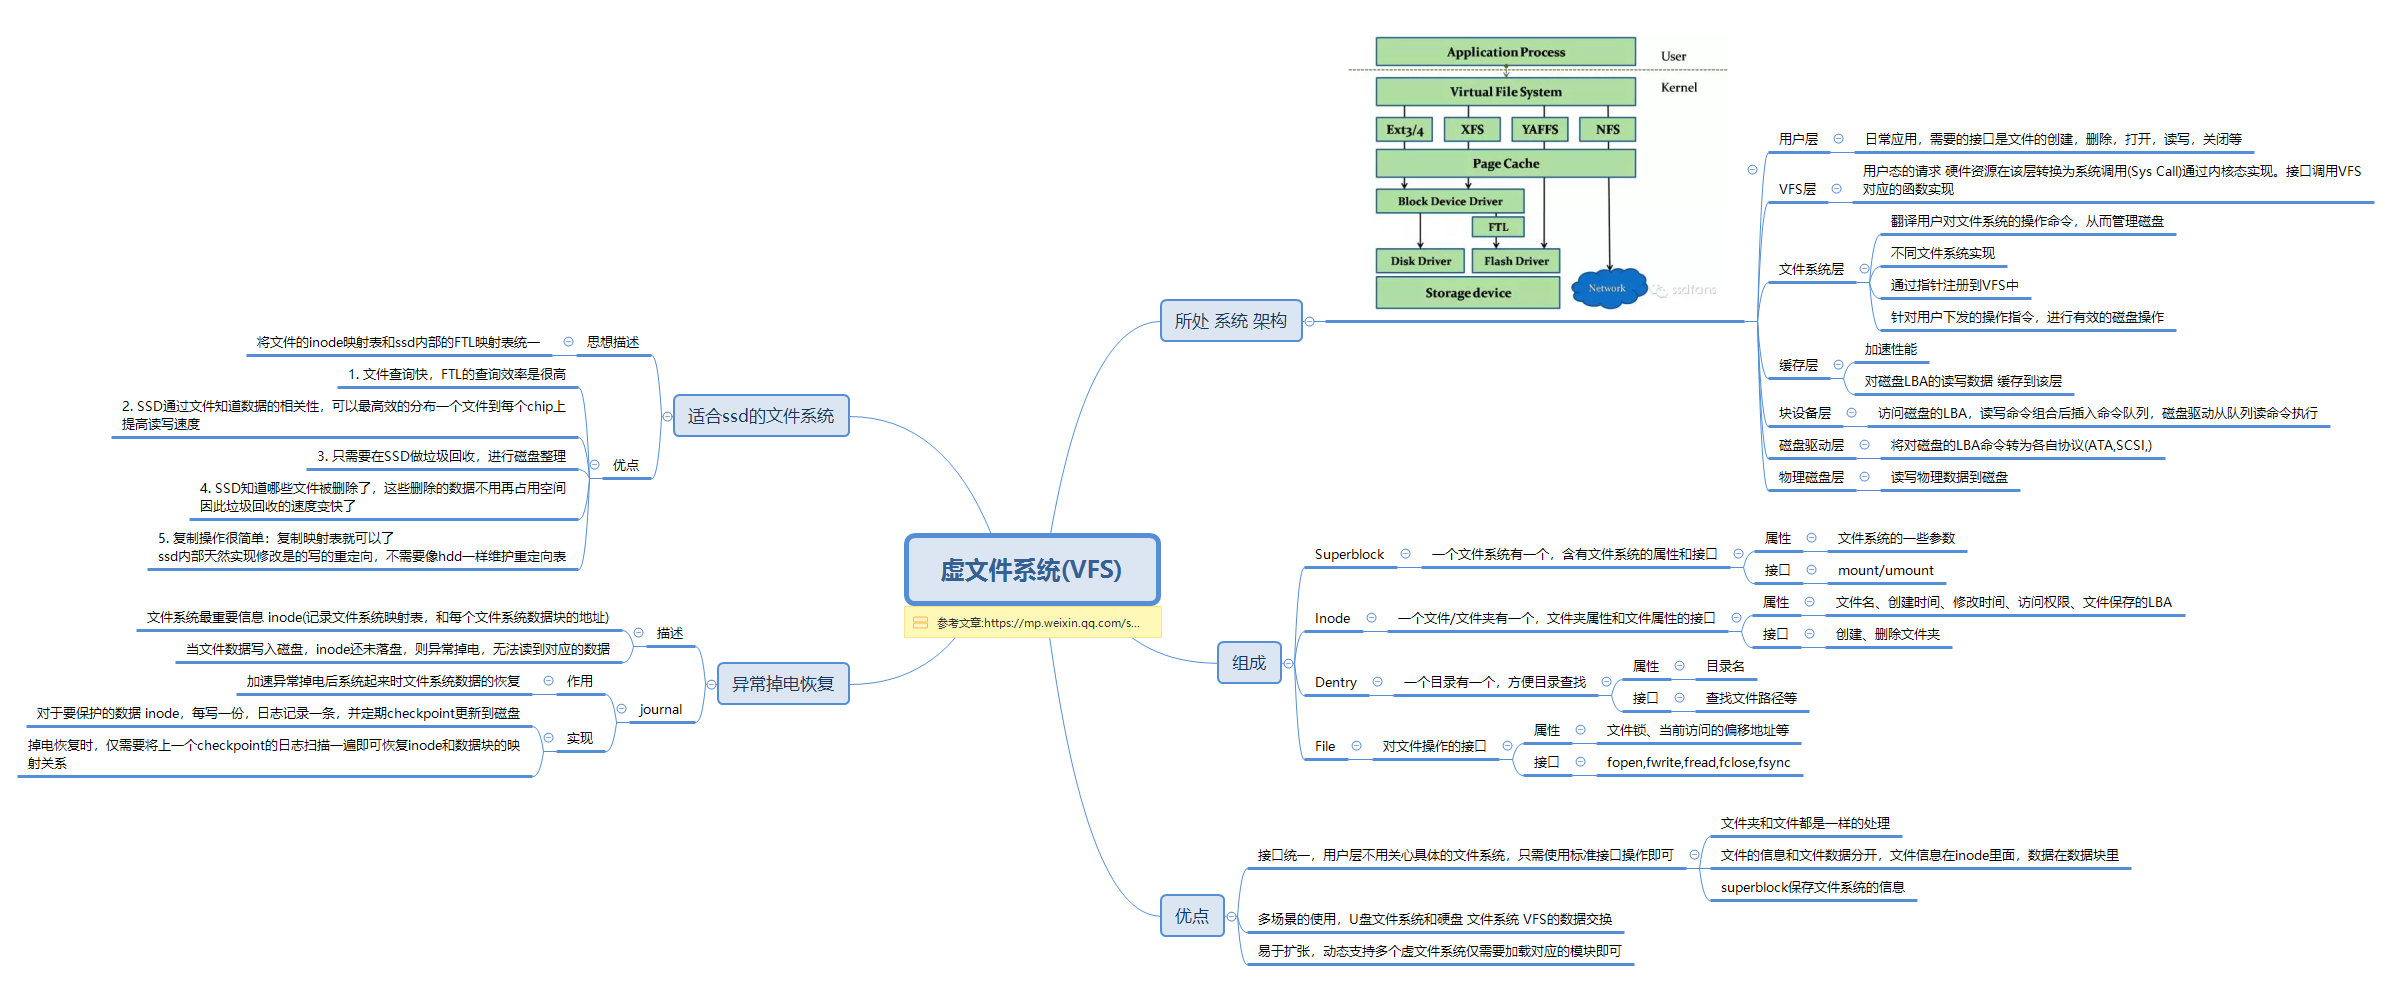 虚文件系统(VFS)
参考文章:https://mp.weixin.qq.com/s...
所处 系统 架构
Application Process
User
Virtual File System
Kernel
Ext3/4
XFS
YAFFS
NFS
Page Cache
Block Device Driver
FTL
Disk Driver
Flash Driver
Storage device
Network
ssdfans
用户层
日常应用，需要的接口是文件的创建，删除，打开，读写，关闭等
VFS层
用户态的请求 硬件资源在该层转换为系统调用(Sys Call)通过内核态实现。接口调用VFS
对应的函数实现
文件系统层
翻译用户对文件系统的操作命令，从而管理磁盘
不同文件系统实现
通过指针注册到VFS中
针对用户下发的操作指令，进行有效的磁盘操作
缓存层
加速性能
对磁盘LBA的读写数据 缓存到该层
块设备层
访问磁盘的LBA，读写命令组合后插入命令队列，磁盘驱动从队列读命令执行
磁盘驱动层
将对磁盘的LBA命令转为各自协议(ATA,SCSI,)
物理磁盘层
读写物理数据到磁盘
组成
Superblock
一个文件系统有一个，含有文件系统的属性和接口
属性
文件系统的一些参数
接口
mount/umount
Inode
一个文件/文件夹有一个，文件夹属性和文件属性的接口
属性
文件名、创建时间、修改时间、访问权限、文件保存的LBA
接口
创建、删除文件夹
Dentry
一个目录有一个，方便目录查找
属性
目录名
接口
查找文件路径等
File
对文件操作的接口
属性
文件锁、当前访问的偏移地址等
接口
fopen,fwrite,fread,fclose,fsync
优点
接口统一，用户层不用关心具体的文件系统，只需使用标准接口操作即可
文件夹和文件都是一样的处理
文件的信息和文件数据分开，文件信息在inode里面，数据在数据块里
superblock保存文件系统的信息
多场景的使用，U盘文件系统和硬盘 文件系统 VFS的数据交换
易于扩张，动态支持多个虚文件系统仅需要加载对应的模块即可
适合ssd的文件系统
思想描述
将文件的inode映射表和ssd内部的FTL映射表统一
优点
1. 文件查询快，FTL的查询效率是很高
2. SSD通过文件知道数据的相关性，可以最高效的分布一个文件到每个chip上
提高读写速度
3. 只需要在SSD做垃圾回收，进行磁盘整理
4. SSD知道哪些文件被删除了，这些删除的数据不用再占用空间
因此垃圾回收的速度变快了
5. 复制操作很简单：复制映射表就可以了
ssd内部天然实现修改是的写的重定向，不需要像hdd一样维护重定向表
异常掉电恢复
描述
文件系统最重要信息 inode(记录文件系统映射表，和每个文件系统数据块的地址)
当文件数据写入磁盘，inode还未落盘，则异常掉电，无法读到对应的数据
journal
作用
加速异常掉电后系统起来时文件系统数据的恢复
实现
对于要保护的数据 inode，每写一份，日志记录一条，并定期checkpoint更新到磁盘
掉电恢复时，仅需要将上一个checkpoint的日志扫描一遍即可恢复inode和数据块的映
射关系